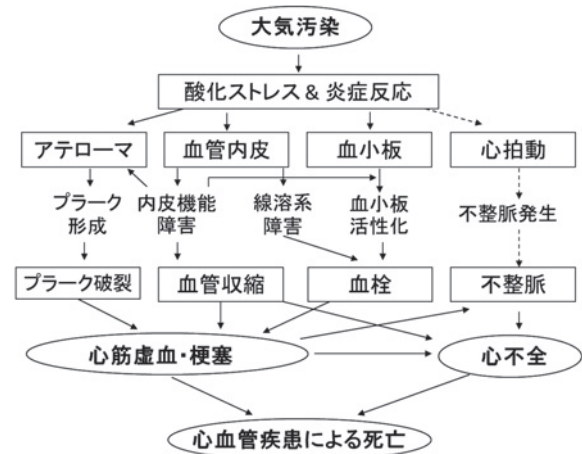 大気汚染
酸化ストレス & 炎症反応
アテローマ
血管内皮
血小板
心拍動
プラーク
形成
内皮機能
障害
線溶系
障害
血小板
活性化
不整脈発生
プラーク破裂
血管収縮
血栓
不整脈
心筋虚血・梗塞
心不全
心血管疾患による死亡